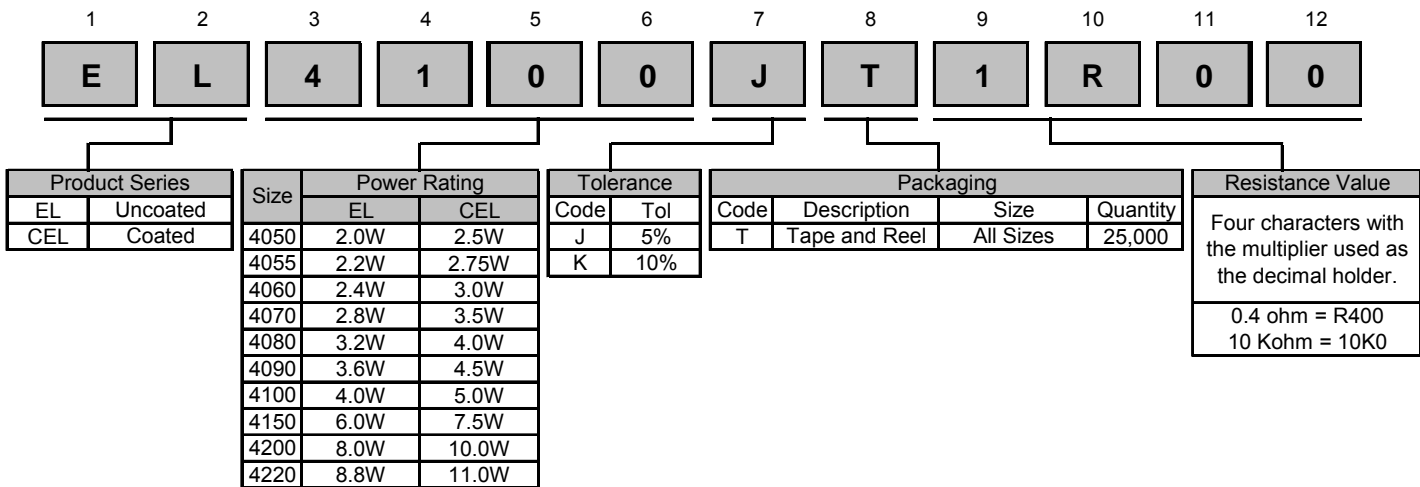 1 2 3 4 5 6 7 8 9 10 11 12
E L 4 1 0 0 J T 1 R 0 0
Product Series
EL Uncoated
CEL Coated
Size Power Rating
EL CEL
4050 2.0W 2.5W
4055 2.2W 2.75W
4060 2.4W 3.0W
4070 2.8W 3.5W
4080 3.2W 4.0W
4090 3.6W 4.5W
4100 4.0W 5.0W
4150 6.0W 7.5W
4200 8.0W 10.0W
4220 8.8W 11.0W
Tolerance
Code Tol
J 5%
K 10%
Packaging
Code Description Size Quantity
T Tape and Reel All Sizes 25,000
Resistance Value
Four characters with
the multiplier used as
the decimal holder.
0.4 ohm = R400
10 Kohm = 10K0